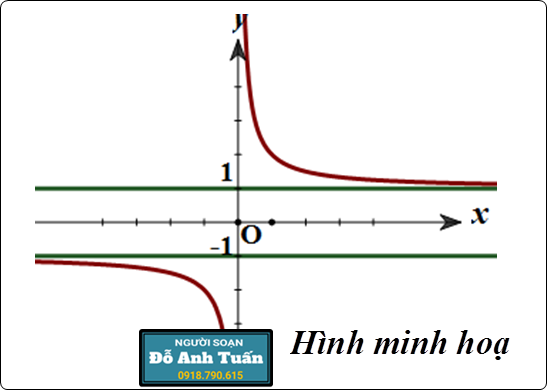 y
1
x
O
-1
Hình minh hoạ
NGƯỜI SOẠN
Đỗ Anh Tuấn
0918.790.615